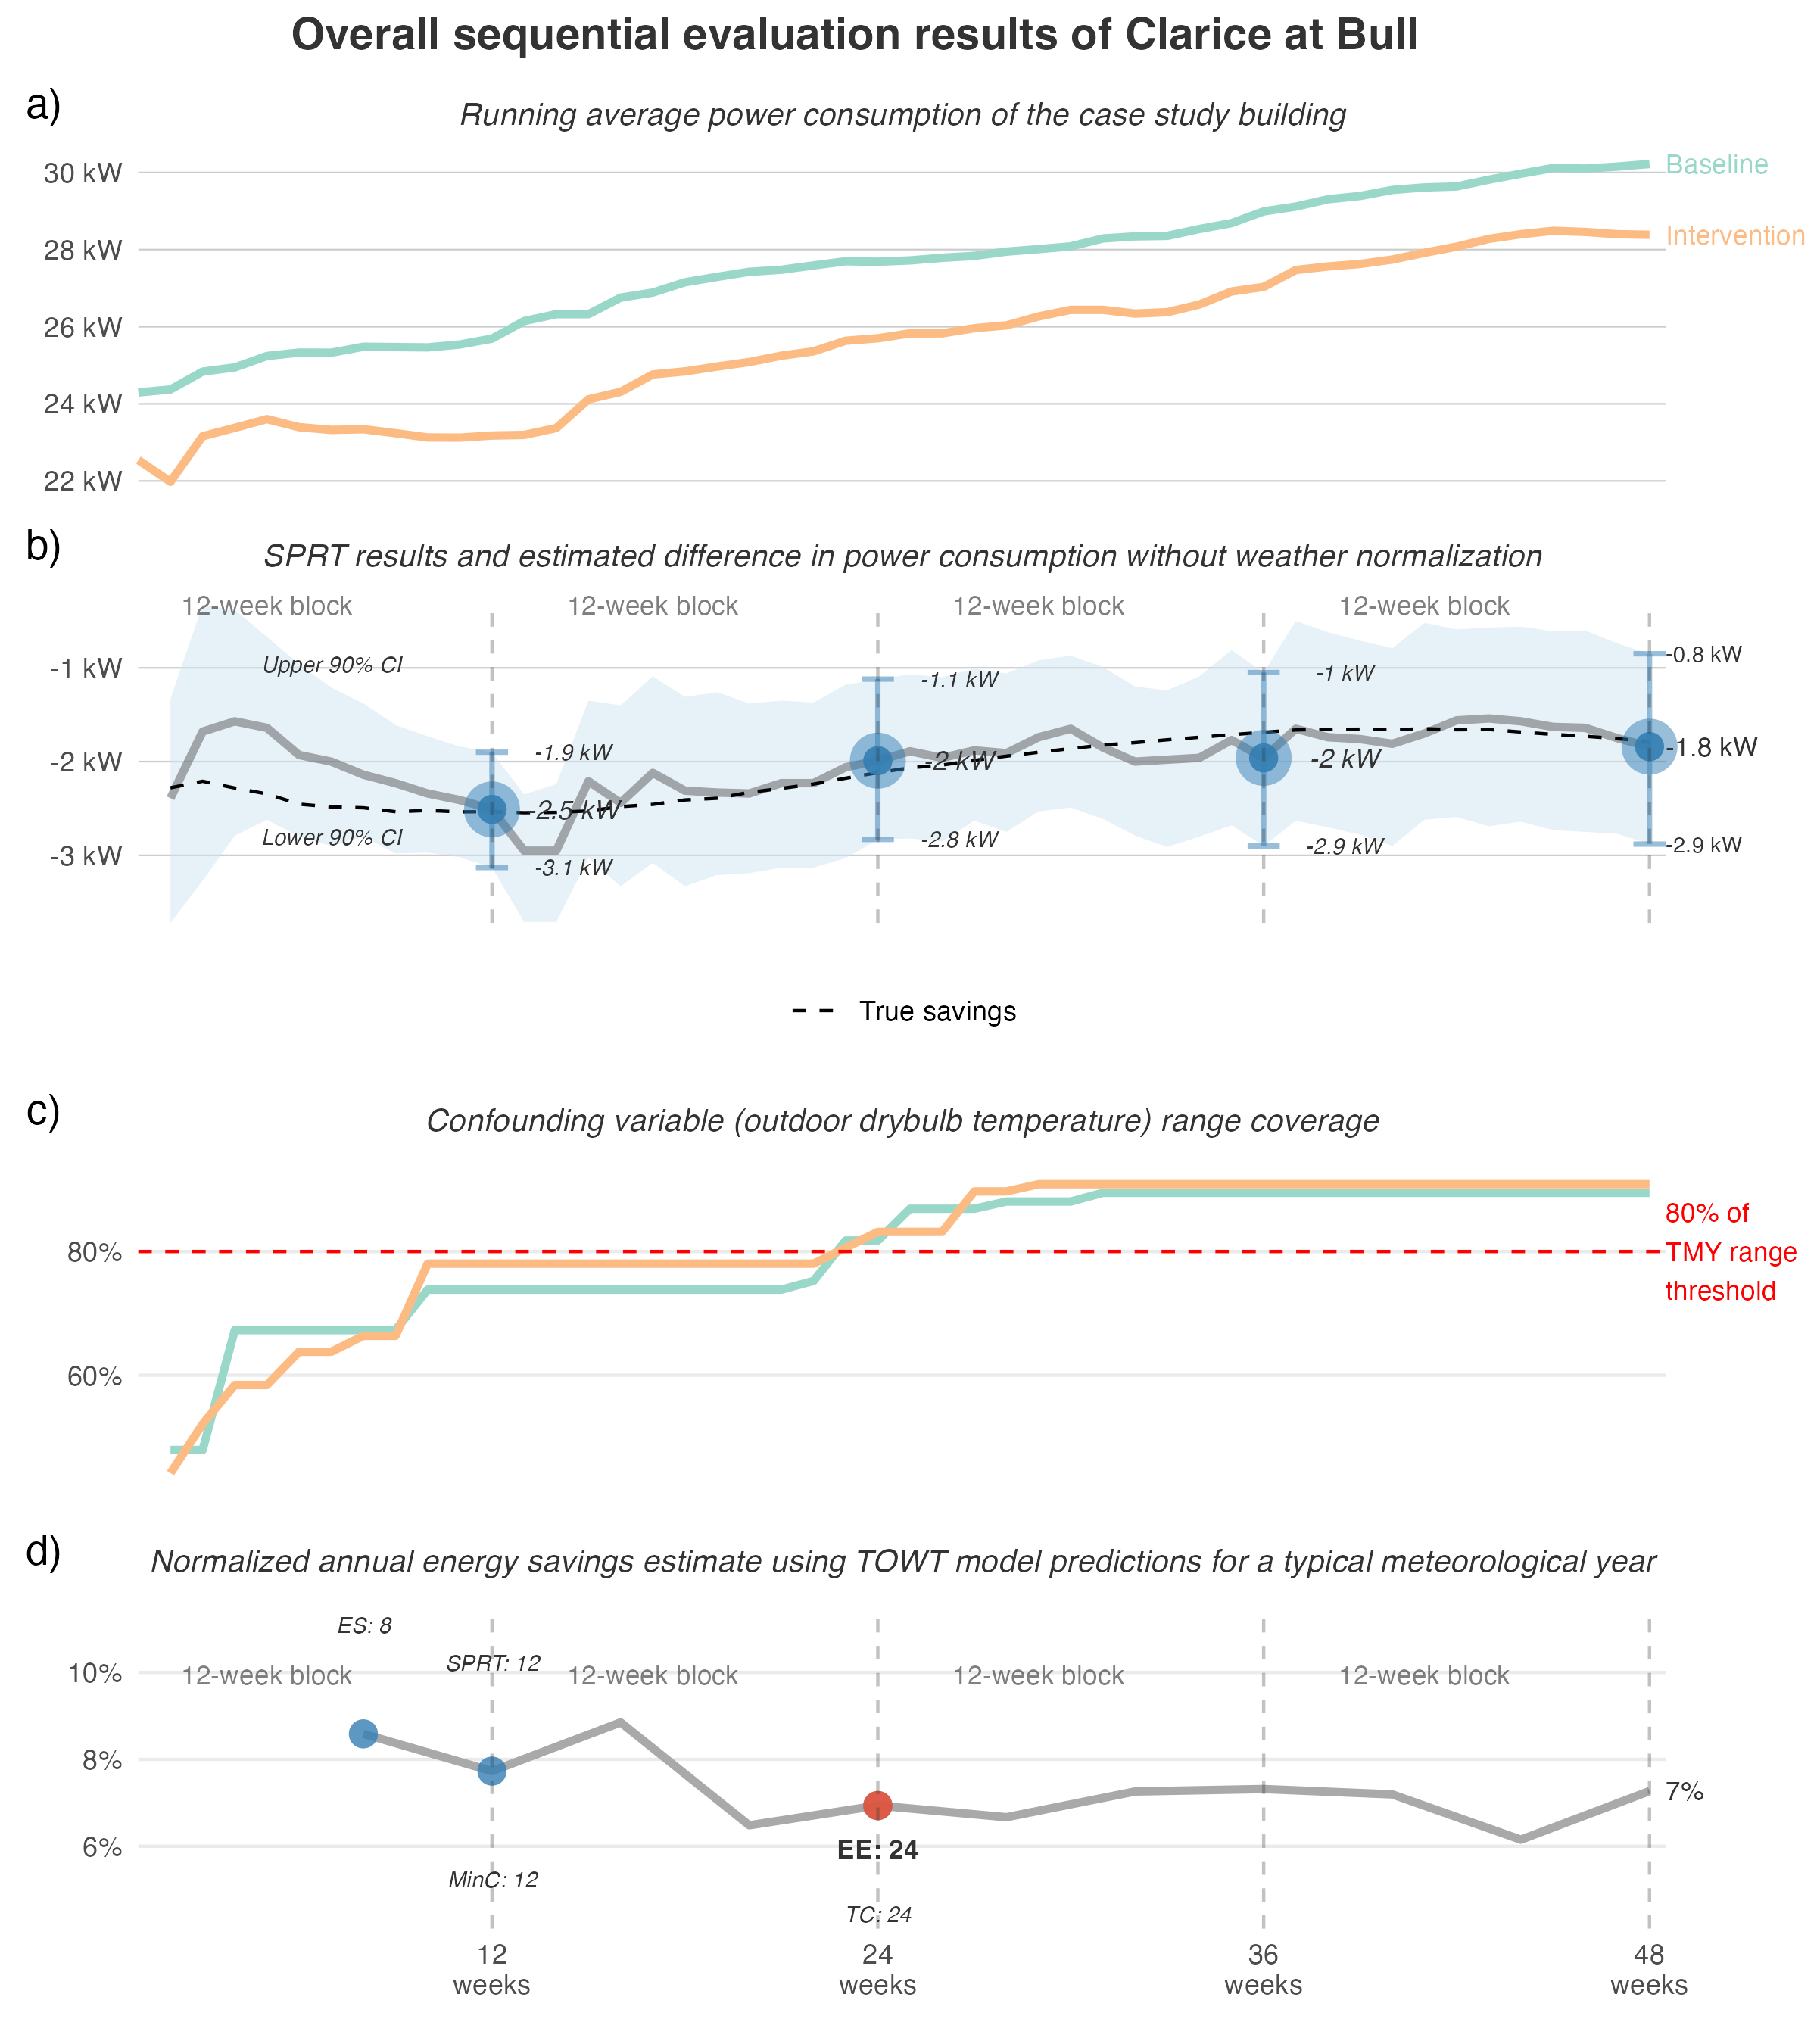 Overall sequential evaluation results of Clarice at Bull
a)
Running average power consumption of the case study building
30 kW
28 kW
26 kW
24 kW
22 kW
Baseline
Intervention
b)
SPRT results and estimated difference in power consumption without weather normalization
12-week block 12-week block 12-week block 12-week block
-1 kW
-2 kW
-3 kW
Upper 90% CI
Lower 90% CI
-1.9 kW
-2.5 kW
-3.1 kW
-1.1 kW
-2 kW
-2.8 kW
-1 kW
-2 kW
-2.9 kW
-0.8 kW
-1.8 kW
-2.9 kW
True savings
c)
Confounding variable (outdoor drybulb temperature) range coverage
80%
60%
80% of
TMY range
threshold
d)
Normalized annual energy savings estimate using TOWT model predictions for a typical meteorological year
ES: 8
SPRT: 12
12-week block 12-week block 12-week block 12-week block
10%
8%
6%
7%
EE: 24
MinC: 12
TC: 24
12
weeks
24
weeks
36
weeks
48
weeks